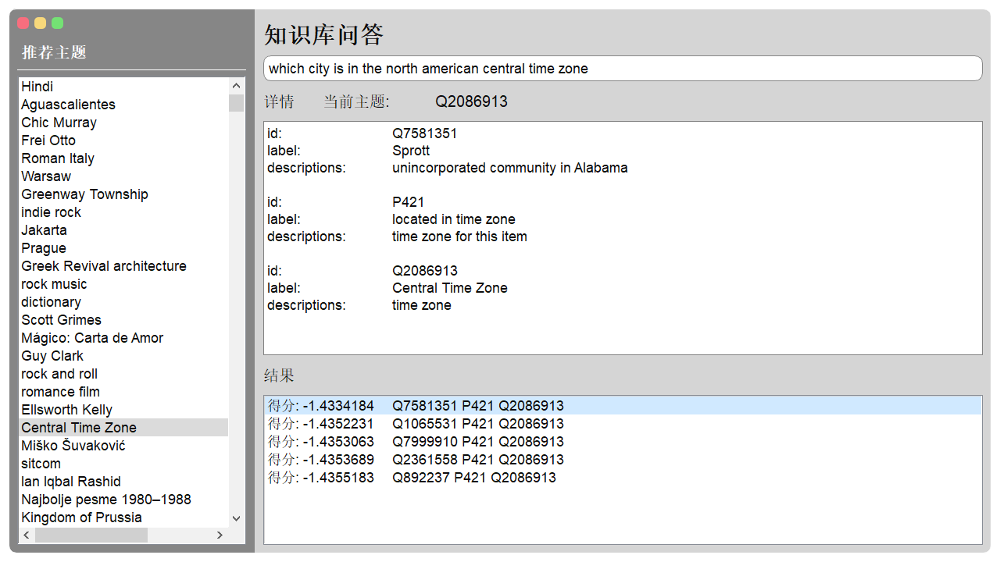 推荐主题
Hindi
Aguascalientes
Chic Murray
Frei Otto
Roman Italy
Warsaw
Greenway Township
indie rock
Jakarta
Prague
Greek Revival architecture
rock music
dictionary
Scott Grimes
Mágico: Carta de Amor
Guy Clark
rock and roll
romance film
Ellsworth Kelly
Central Time Zone
Miško Šuvaković
sitcom
Ian Iqbal Rashid
Najbolje pesme 1980–1988
Kingdom of Prussia
知识库问答
which city is in the north american central time zone
详情 当前主题: Q2086913
id: Q7581351
label: Sprott
descriptions: unincorporated community in Alabama
id: P421
label: located in time zone
descriptions: time zone for this item
id: Q2086913
label: Central Time Zone
descriptions: time zone
结果
得分: -1.4334184 Q7581351 P421 Q2086913
得分: -1.4352231 Q1065531 P421 Q2086913
得分: -1.4353063 Q7999910 P421 Q2086913
得分: -1.4353689 Q2361558 P421 Q2086913
得分: -1.4355183 Q892237 P421 Q2086913